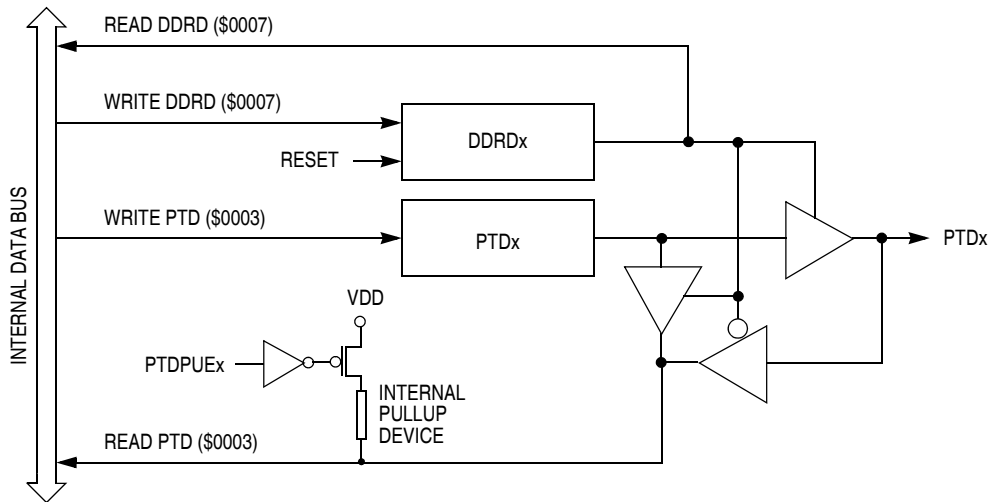 READ DDRD ($0007)
WRITE DDRD ($0007)
DDRDx
RESET
INTERNAL DATA BUS
WRITE PTD ($0003)
PTDx
PTDx
VDD
PTDPUEx
INTERNAL
PULLUP
DEVICE
READ PTD ($0003)